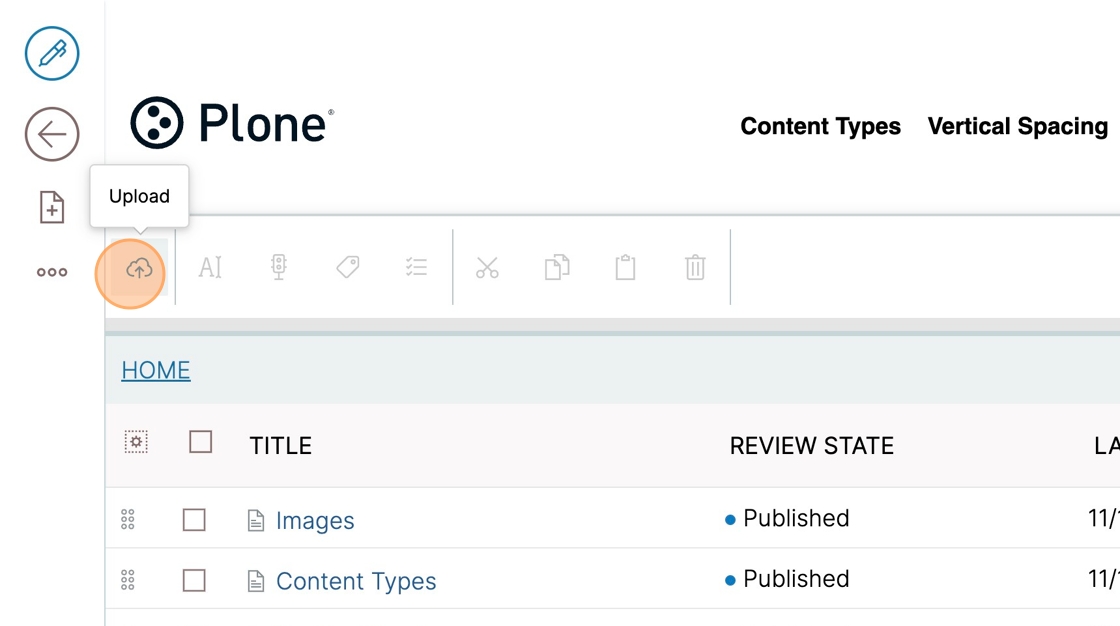 Plone®
Content Types Vertical Spacing
Upload
AI
HOME
TITLE REVIEW STATE LA
Images Published 11/
Content Types Published 11/